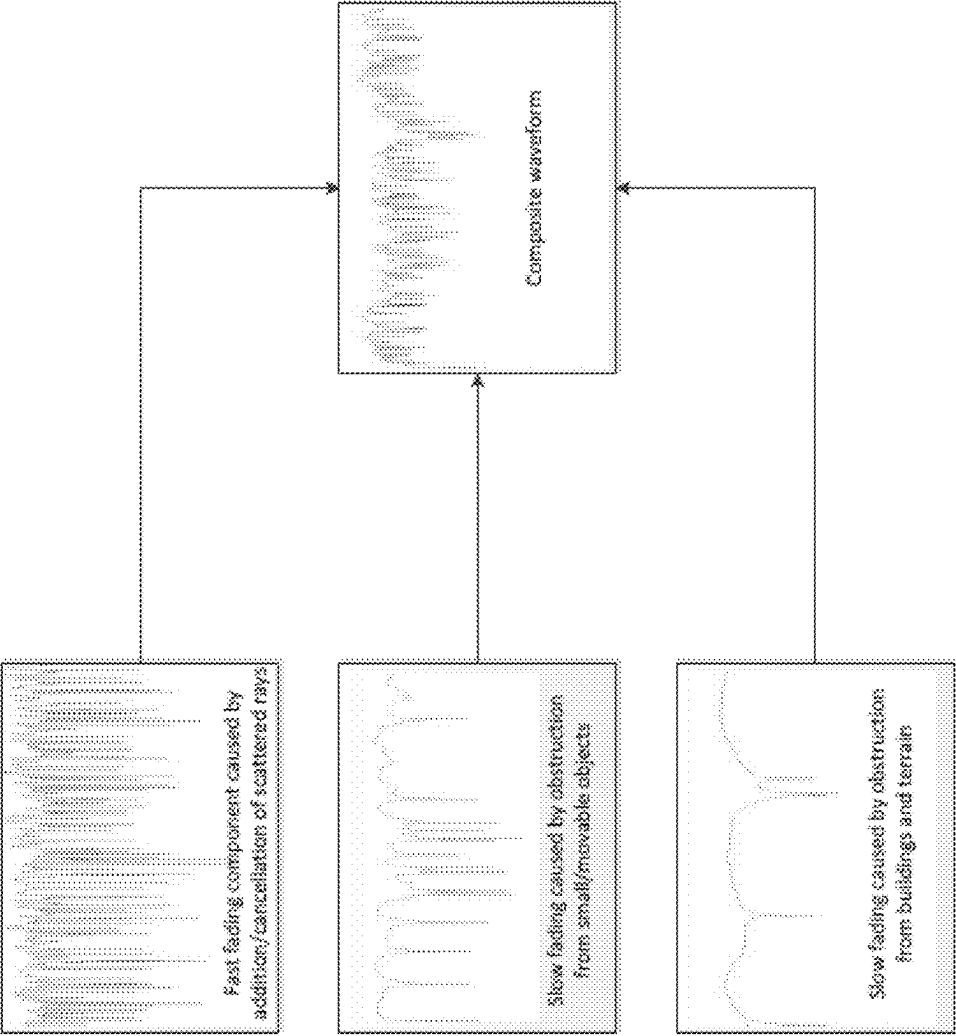 Fast fading component caused by
addition/cancellation of scattered rays
Slow fading caused by obstruction
from small/movable objects
Slow fading caused by obstruction
from buildings and terrain
Composite waveform